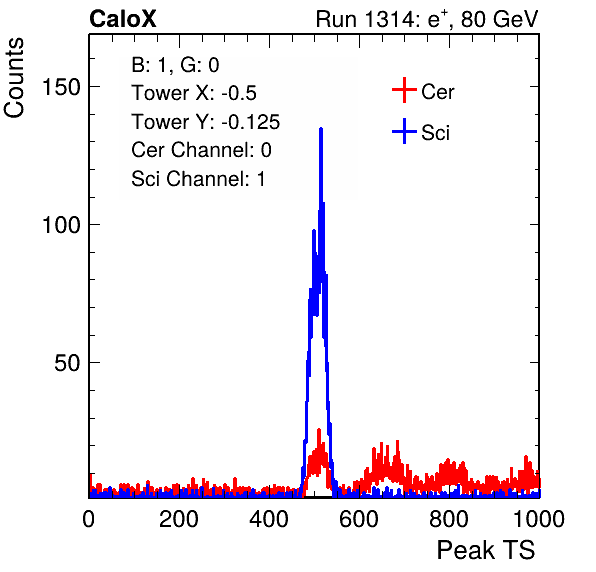 CaloX Run 1314: e⁺, 80 GeV
Counts
B: 1, G: 0
Tower X: -0.5
Tower Y: -0.125
Cer Channel: 0
Sci Channel: 1
Cer
Sci
150
100
50
0 200 400 600 800 1000
Peak TS